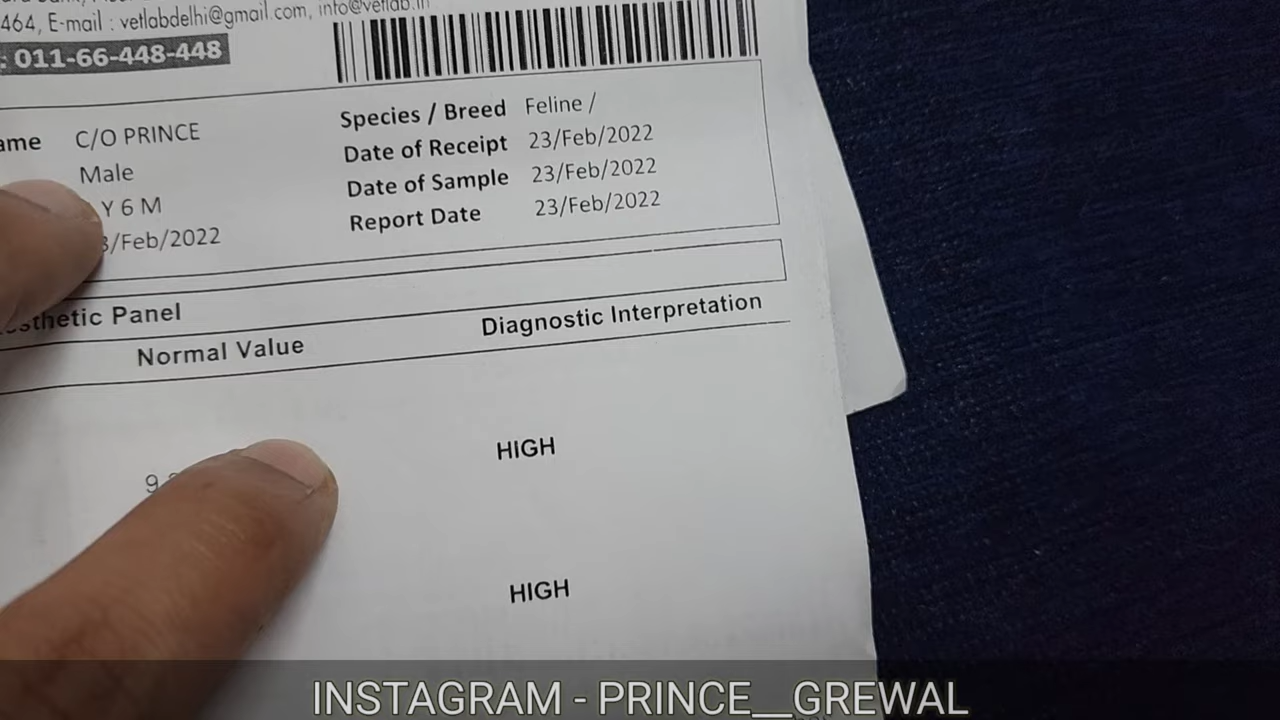 464, E-mail : vetlabdelhi@gmail.com, info@vetlab.in
: 011-66-448-448
C/O PRINCE
Male
Y 6 M
/Feb/2022
Species / Breed Feline /
Date of Receipt 23/Feb/2022
Date of Sample 23/Feb/2022
Report Date 23/Feb/2022
Panel
Normal Value
Diagnostic Interpretation
HIGH
HIGH
INSTAGRAM - PRINCE__GREWAL